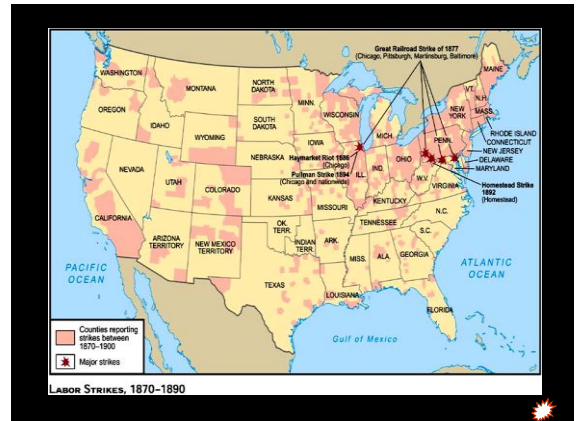 Great Railroad Strike of 1877
(Chicago, Pittsburgh, Martinsburg, Baltimore)
WASHINGTON
MONTANA
NORTH
DAKOTA
MINN.
MAINE
VT.
N.H.
OREGON
IDAHO
SOUTH
DAKOTA
WISCONSIN
MICH.
NEW
YORK
MASS.
WYOMING
IOWA
PENN.
RHODE ISLAND
CONNECTICUT
NEW JERSEY
DELAWARE
MARYLAND
NEBRASKA
Haymarket Riot 1886
(Chicago)
Pullman Strike 1894
(Chicago and nationwide)
ILL.
IND.
OHIO
W.V.
VIRGINIA
Homestead Strike
1892
(Homestead)
NEVADA
UTAH
COLORADO
KANSAS
MISSOURI
KENTUCKY
CALIFORNIA
ARIZONA
TERRITORY
NEW MEXICO
TERRITORY
OK.
TERR.
INDIAN
TERR.
ARK.
TENNESSEE
N.C.
S.C.
MISS.
ALA.
GEORGIA
TEXAS
LOUISIANA
FLORIDA
PACIFIC
OCEAN
ATLANTIC
OCEAN
Gulf of Mexico
Counties reporting
strikes between
1870–1900
Major strikes
LABOR STRIKES, 1870–1890